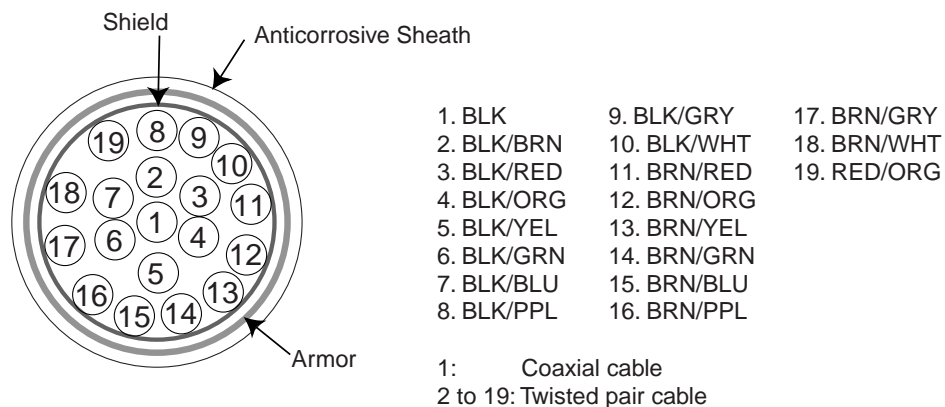 Shield
Anticorrosive Sheath
19 8 9
10
2
18 7 3 11
1
17 6 4
12
5
16 13
15 14
Armor
1. BLK 9. BLK/GRY 17. BRN/GRY
2. BLK/BRN 10. BLK/WHT 18. BRN/WHT
3. BLK/RED 11. BRN/RED 19. RED/ORG
4. BLK/ORG 12. BRN/ORG
5. BLK/YEL 13. BRN/YEL
6. BLK/GRN 14. BRN/GRN
7. BLK/BLU 15. BRN/BLU
8. BLK/PPL 16. BRN/PPL
1: Coaxial cable
2 to 19: Twisted pair cable